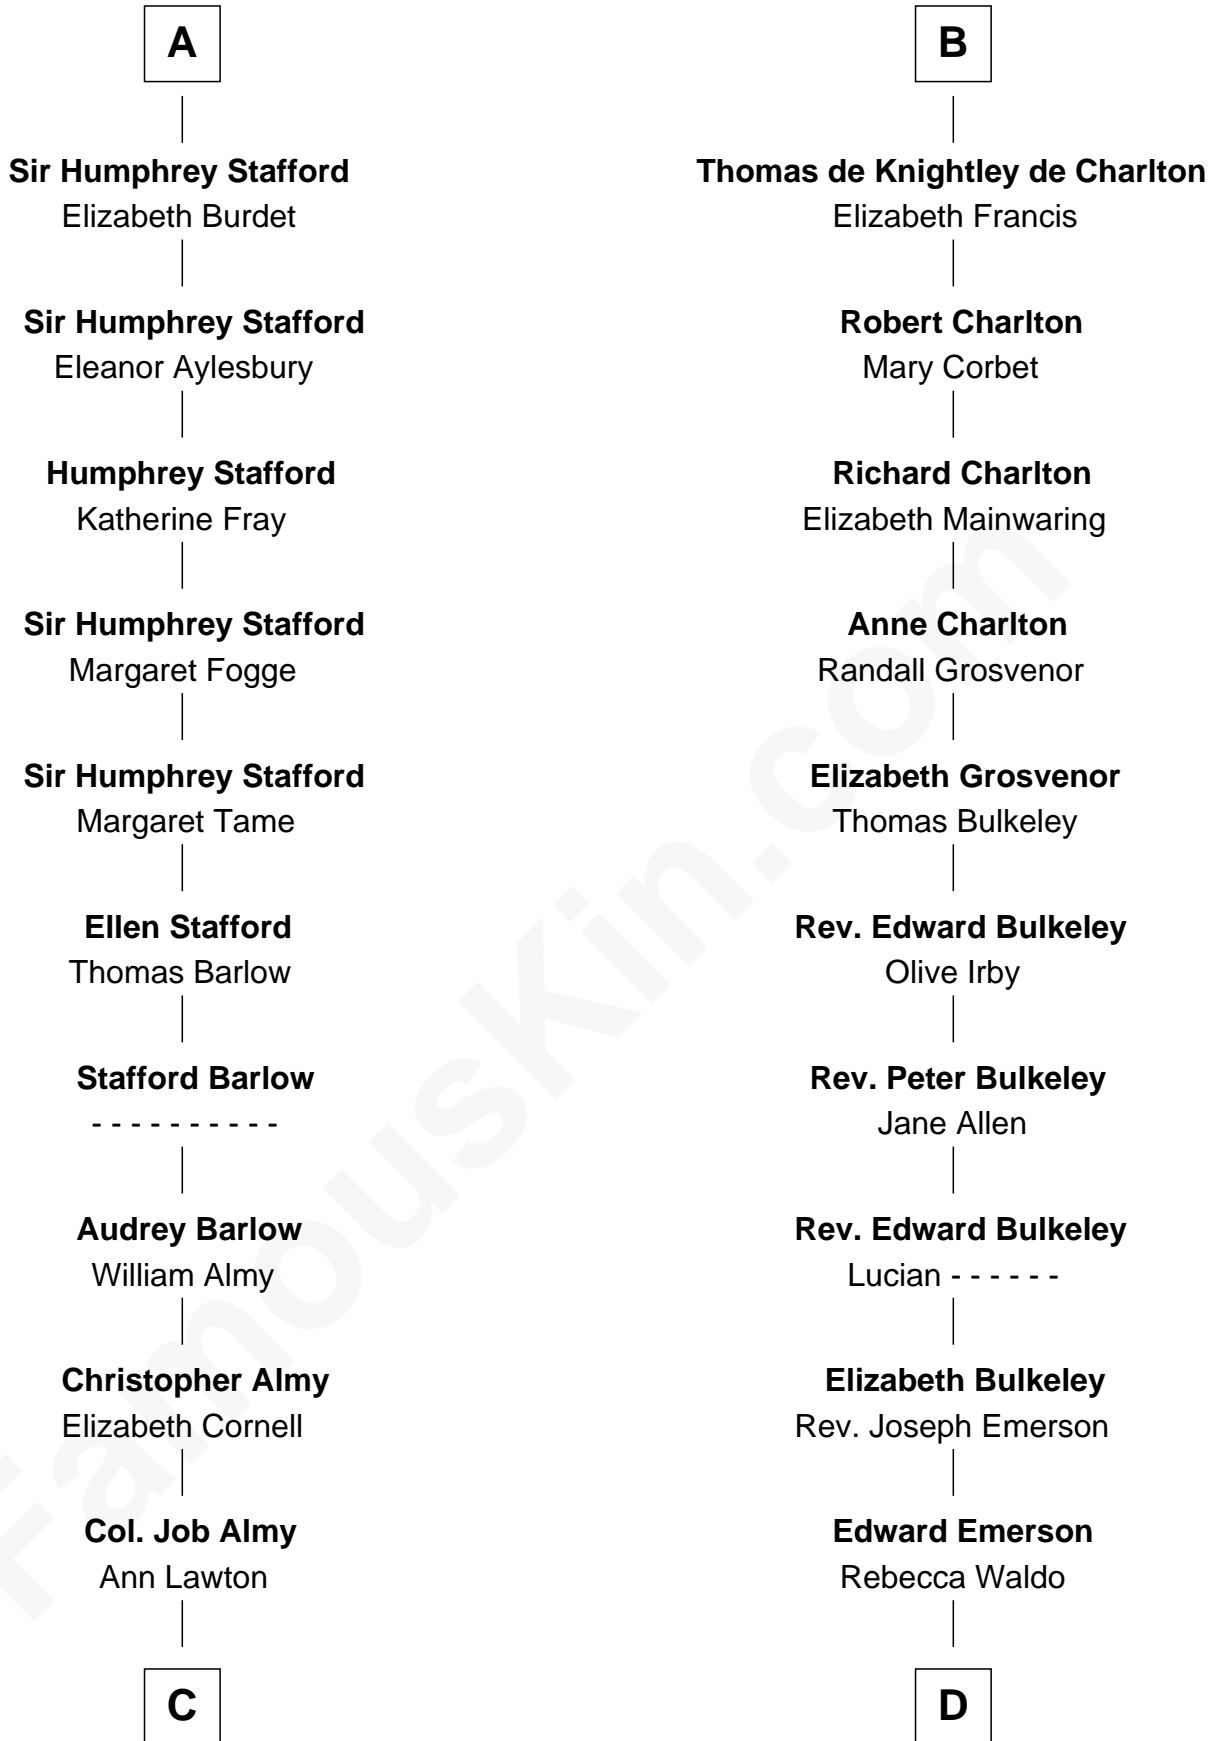 A
Sir Humphrey Stafford
Elizabeth Burdet
Sir Humphrey Stafford
Eleanor Aylesbury
Humphrey Stafford
Katherine Fray
Sir Humphrey Stafford
Margaret Fogge
Sir Humphrey Stafford
Margaret Tame
Ellen Stafford
Thomas Barlow
Stafford Barlow
- - - - - - - - - -
Audrey Barlow
William Almy
Christopher Almy
Elizabeth Cornell
Col. Job Almy
Ann Lawton
C
B
Thomas de Knightley de Charlton
Elizabeth Francis
Robert Charlton
Mary Corbet
Richard Charlton
Elizabeth Mainwaring
Anne Charlton
Randall Grosvenor
Elizabeth Grosvenor
Thomas Bulkeley
Rev. Edward Bulkeley
Olive Irby
Rev. Peter Bulkeley
Jane Allen
Rev. Edward Bulkeley
Lucian - - - - - -
Elizabeth Bulkeley
Rev. Joseph Emerson
Edward Emerson
Rebecca Waldo
D
FamousKin.com